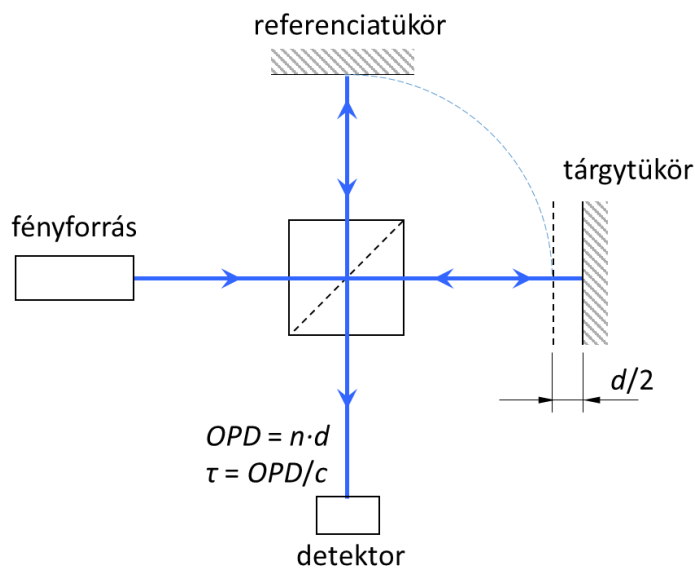 referenciatükör
tárgytükör
fényforrás
d/2
OPD = n·d
τ = OPD/c
detektor